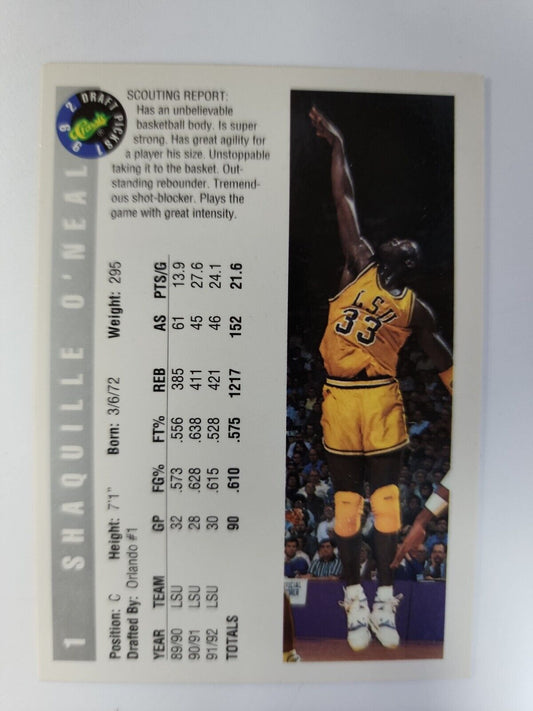 1 SHAQUILLE O'NEAL
1992 DRAFT PICKS
Classic
®
SCOUTING REPORT:
Has an unbelievable
basketball body. Is super
strong. Has great agility for
a player his size. Unstoppable
taking it to the basket. Out-
standing rebounder. Tremend-
ous shot-blocker. Plays the
game with great intensity.
Position: C Height: 7'1" Born: 3/6/72 Weight: 295
Drafted By: Orlando #1
YEAR TEAM GP FG% FT% REB AS PTS/G
89/90 LSU 32 .573 .556 385 61 13.9
90/91 LSU 28 .628 .638 411 45 27.6
91/92 LSU 30 .615 .528 421 46 24.1
TOTALS 90 .610 .575 1217 152 21.6
LSU
33